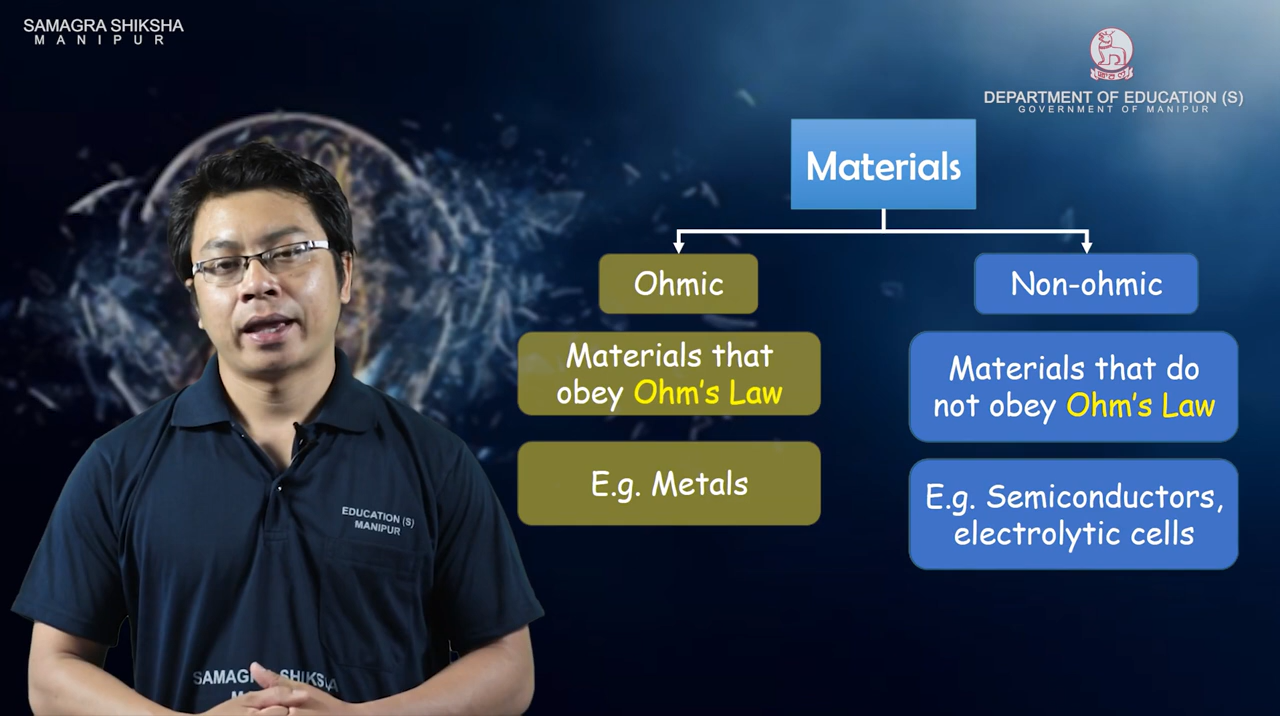 SAMAGRA SHIKSHA
MANIPUR
DEPARTMENT OF EDUCATION (S)
GOVERNMENT OF MANIPUR
Materials
Ohmic
Materials that
obey Ohm's Law
E.g. Metals
Non-ohmic
Materials that do
not obey Ohm's Law
E.g. Semiconductors,
electrolytic cells
EDUCATION (S)
MANIPUR